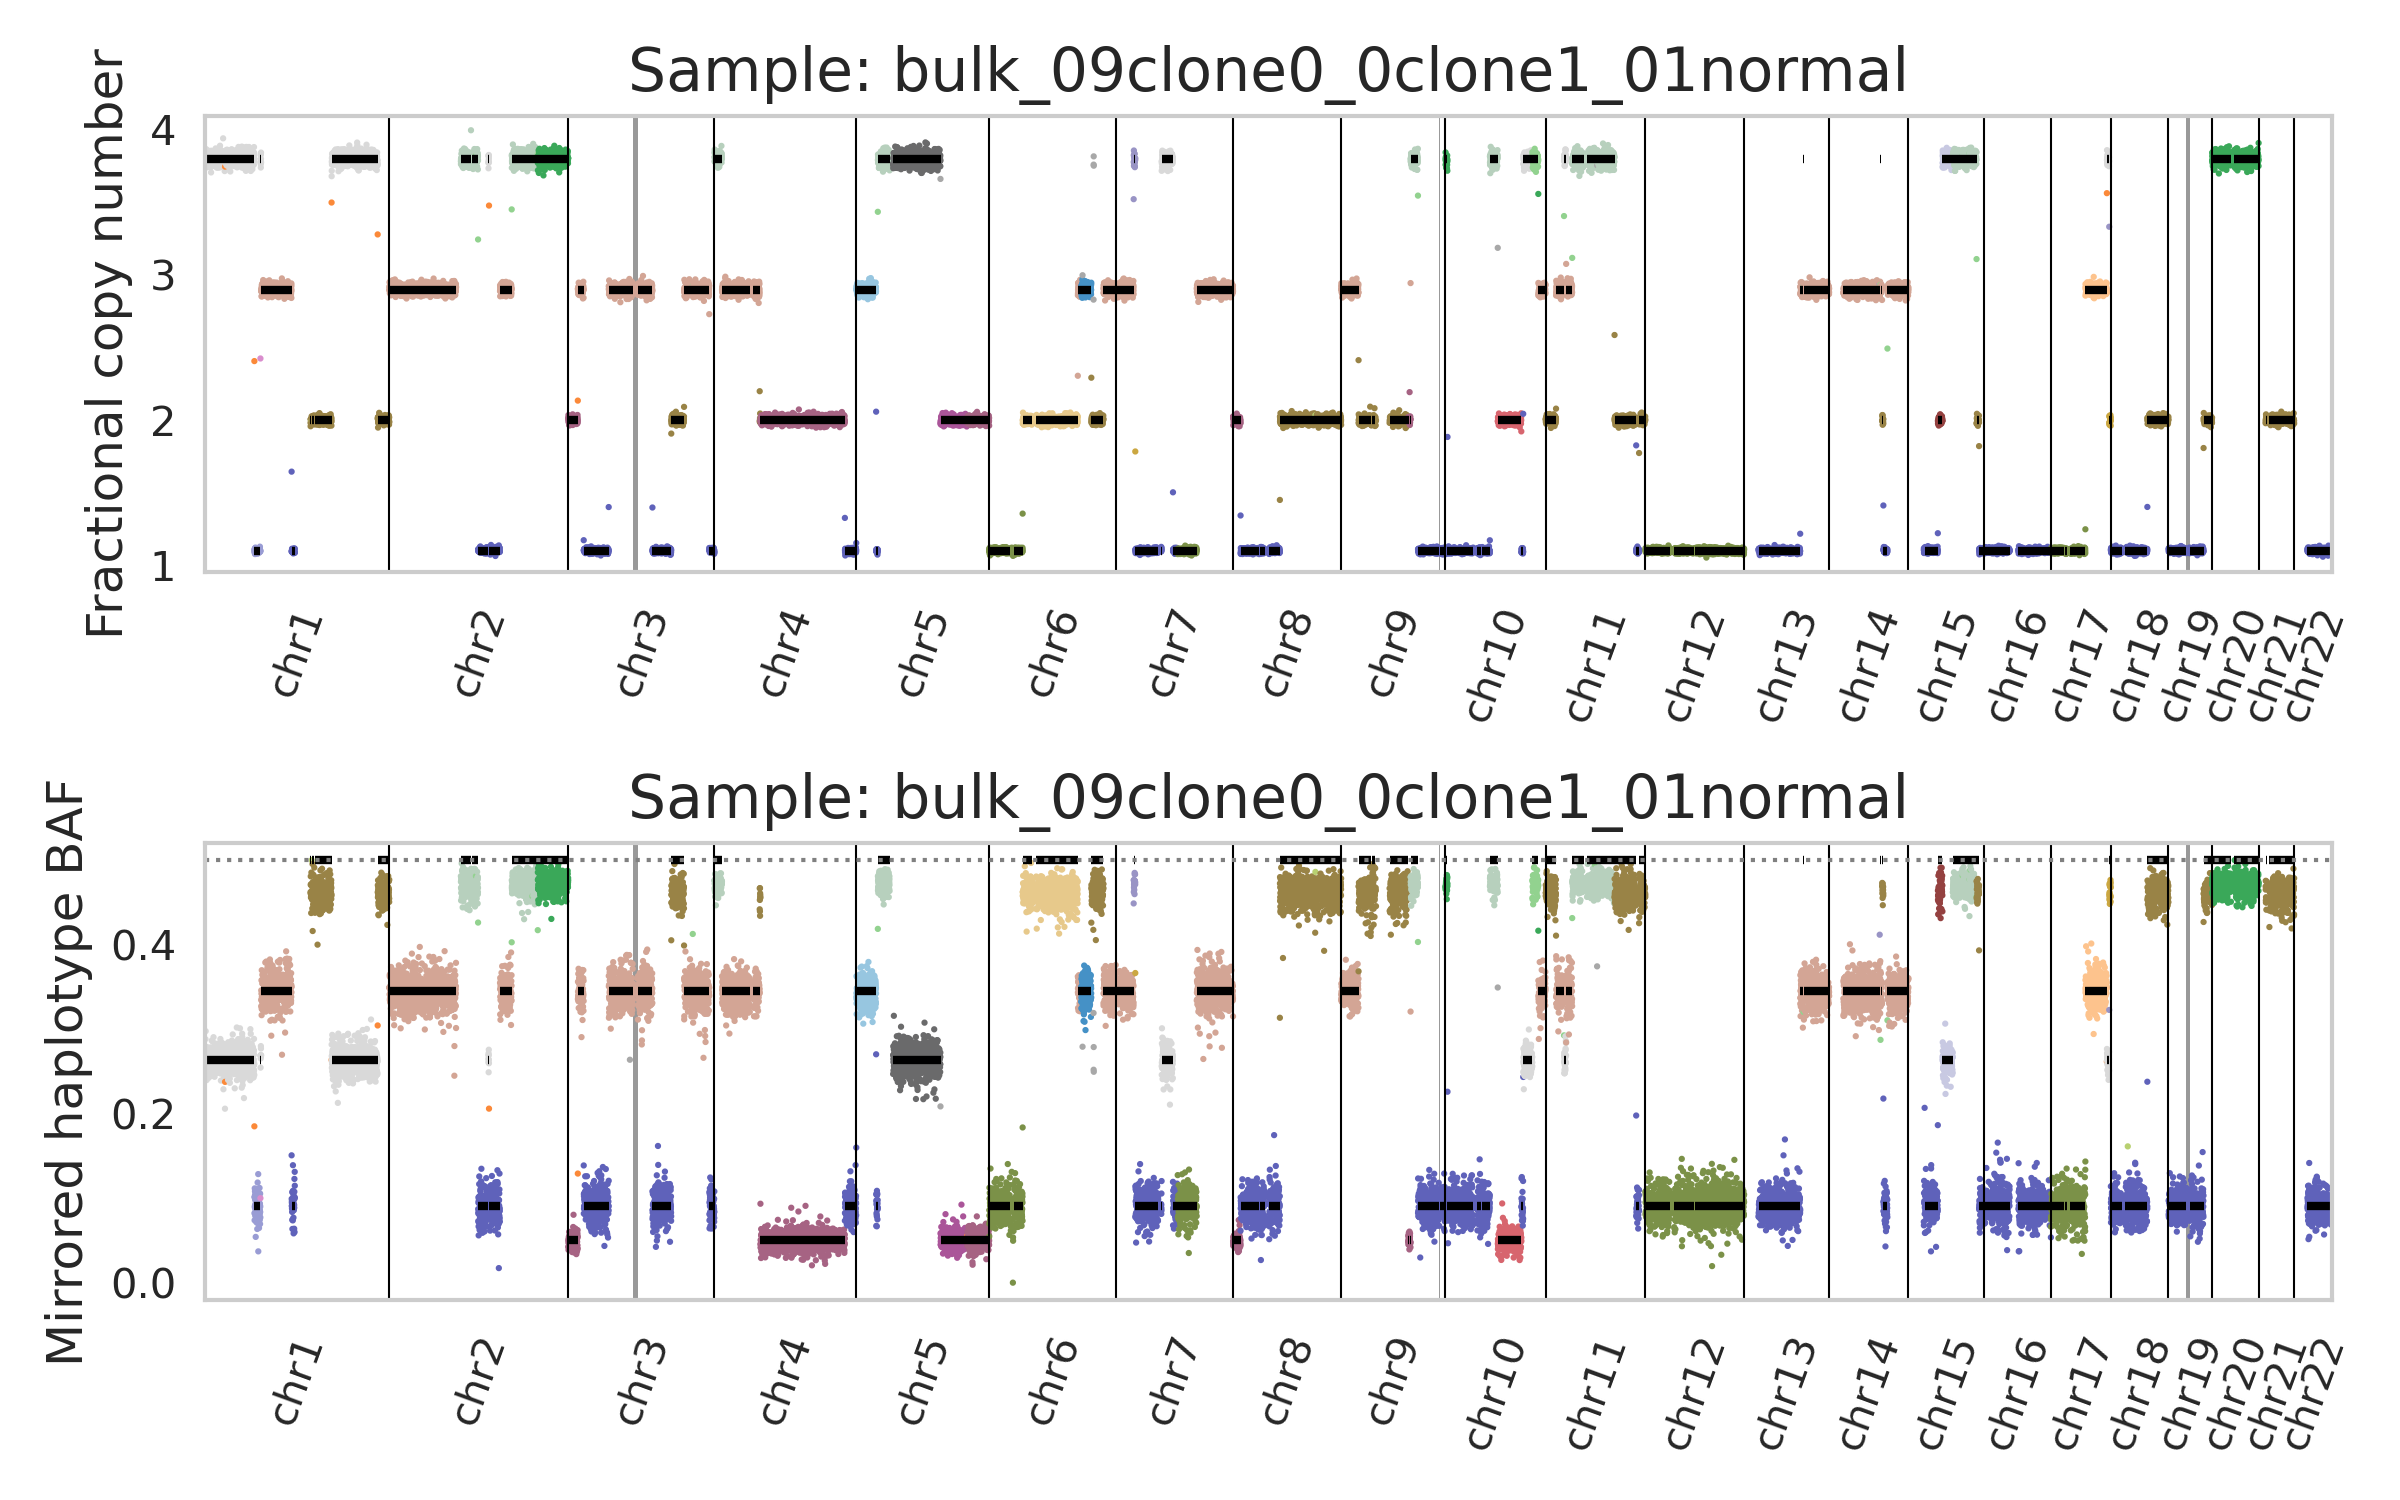 Sample: bulk_09clone0_0clone1_01normal
Fractional copy number
4
3
2
1
chr1 chr2 chr3 chr4 chr5 chr6 chr7 chr8 chr9 chr10 chr11 chr12 chr13 chr14 chr15 chr16 chr17 chr18 chr19 chr20 chr21 chr22
Sample: bulk_09clone0_0clone1_01normal
Mirrored haplotype BAF
0.4
0.2
0.0
chr1 chr2 chr3 chr4 chr5 chr6 chr7 chr8 chr9 chr10 chr11 chr12 chr13 chr14 chr15 chr16 chr17 chr18 chr19 chr20 chr21 chr22